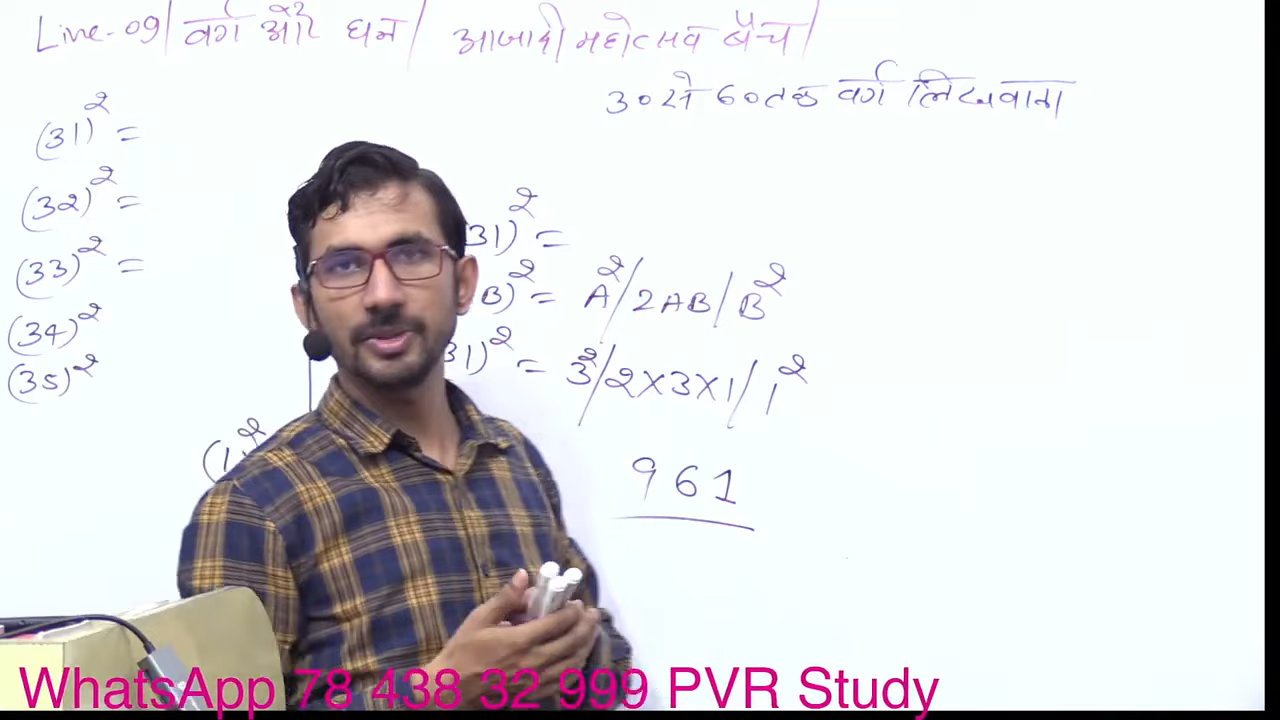 Line-09/ वर्ग और घन/ आजादी महोत्सव बैच/
30 से 60 तक वर्ग लिखवाना
(31)² =
(32)² =
(33)² =
(34)²
(35)²
31)² =
B)² = A²/2AB/B²
31)² = 3²/2X3X1/1²
961
WhatsApp 78 438 32 999 PVR Study